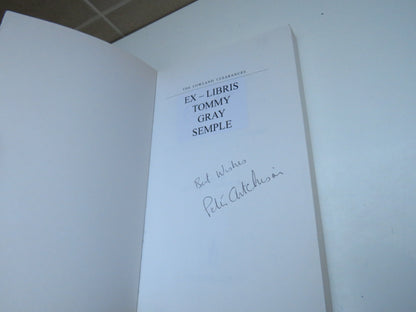 THE LOWLAND CLEARANCES
EX – LIBRIS
TOMMY
GRAY
SEMPLE
Best Wishes
Peter Aitchison